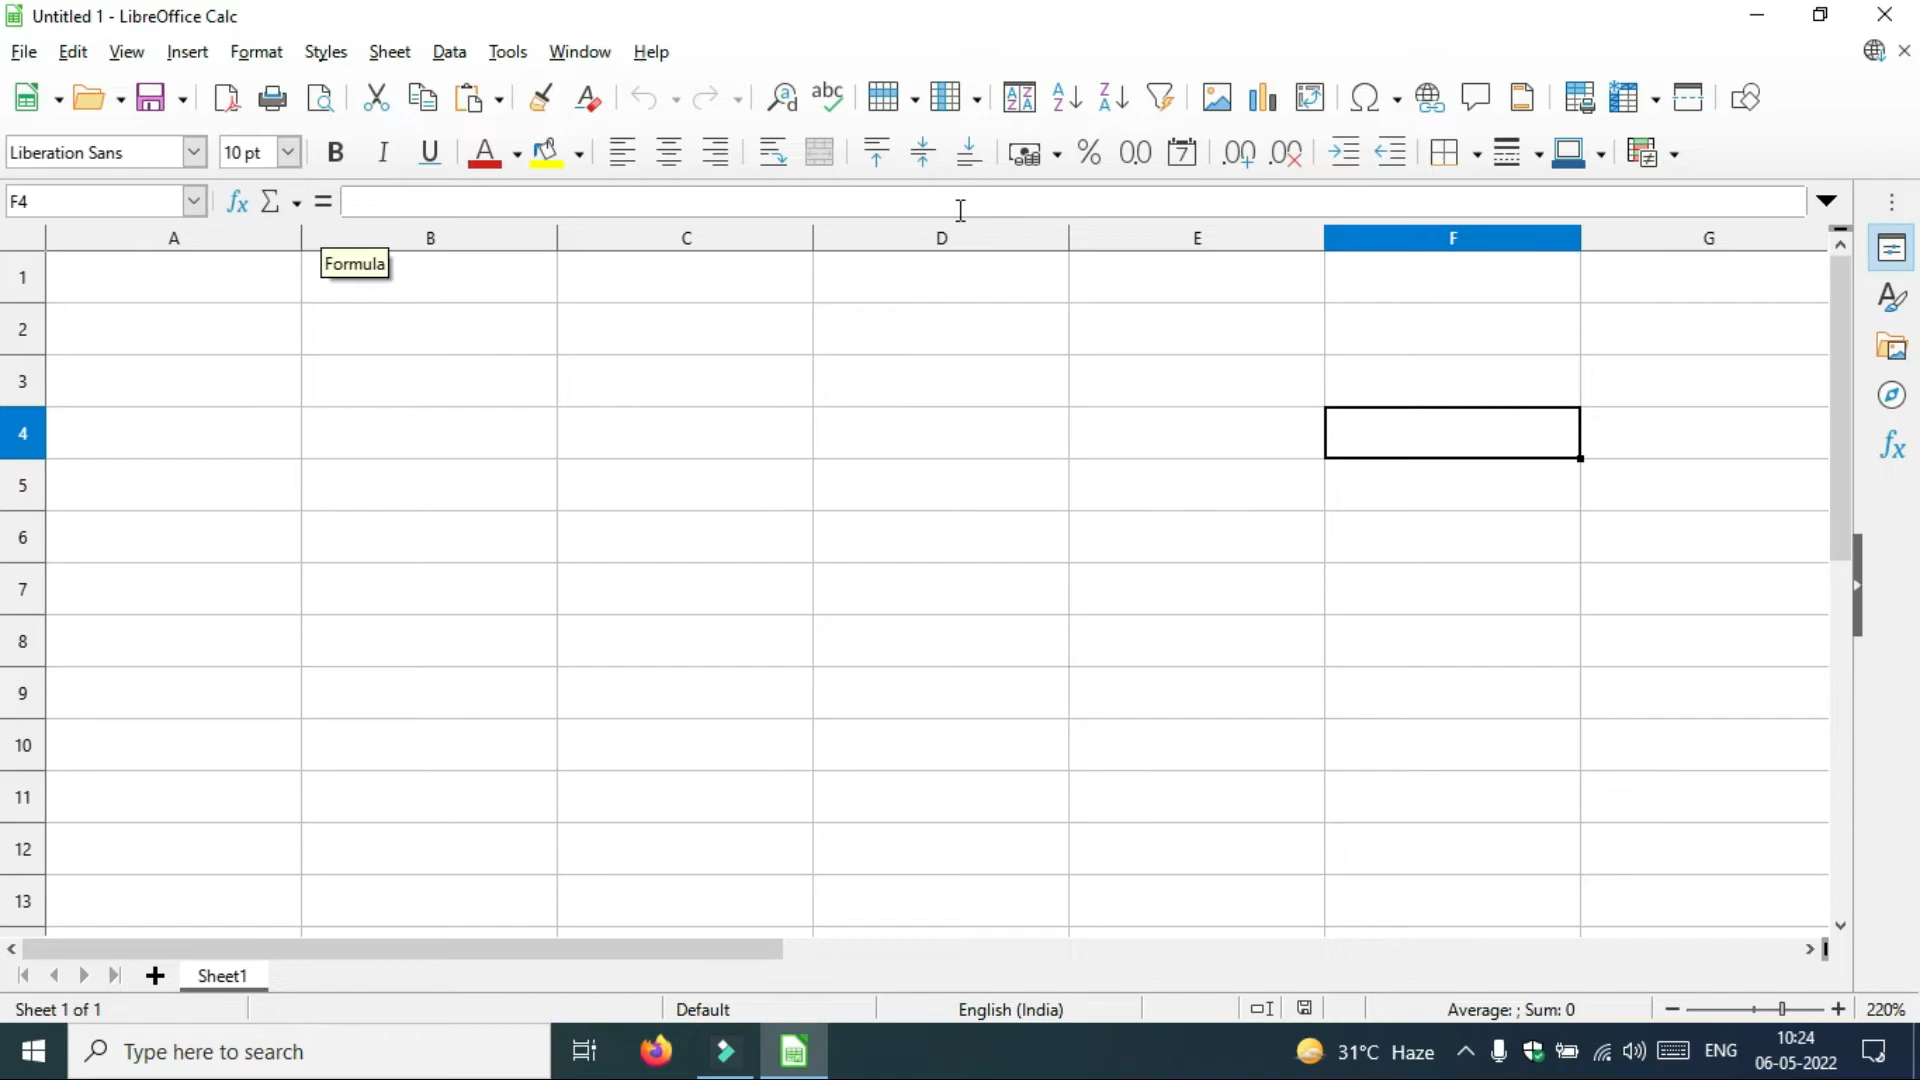 Untitled 1 - LibreOffice Calc
File Edit View Insert Format Styles Sheet Data Tools Window Help
Liberation Sans 10 pt
F4
A B C D E F G
Formula
1
2
3
4
5
6
7
8
9
10
11
12
13
Sheet1
Sheet 1 of 1 Default English (India) Average: ; Sum: 0 220%
Type here to search 31°C Haze ENG 10:24
06-05-2022